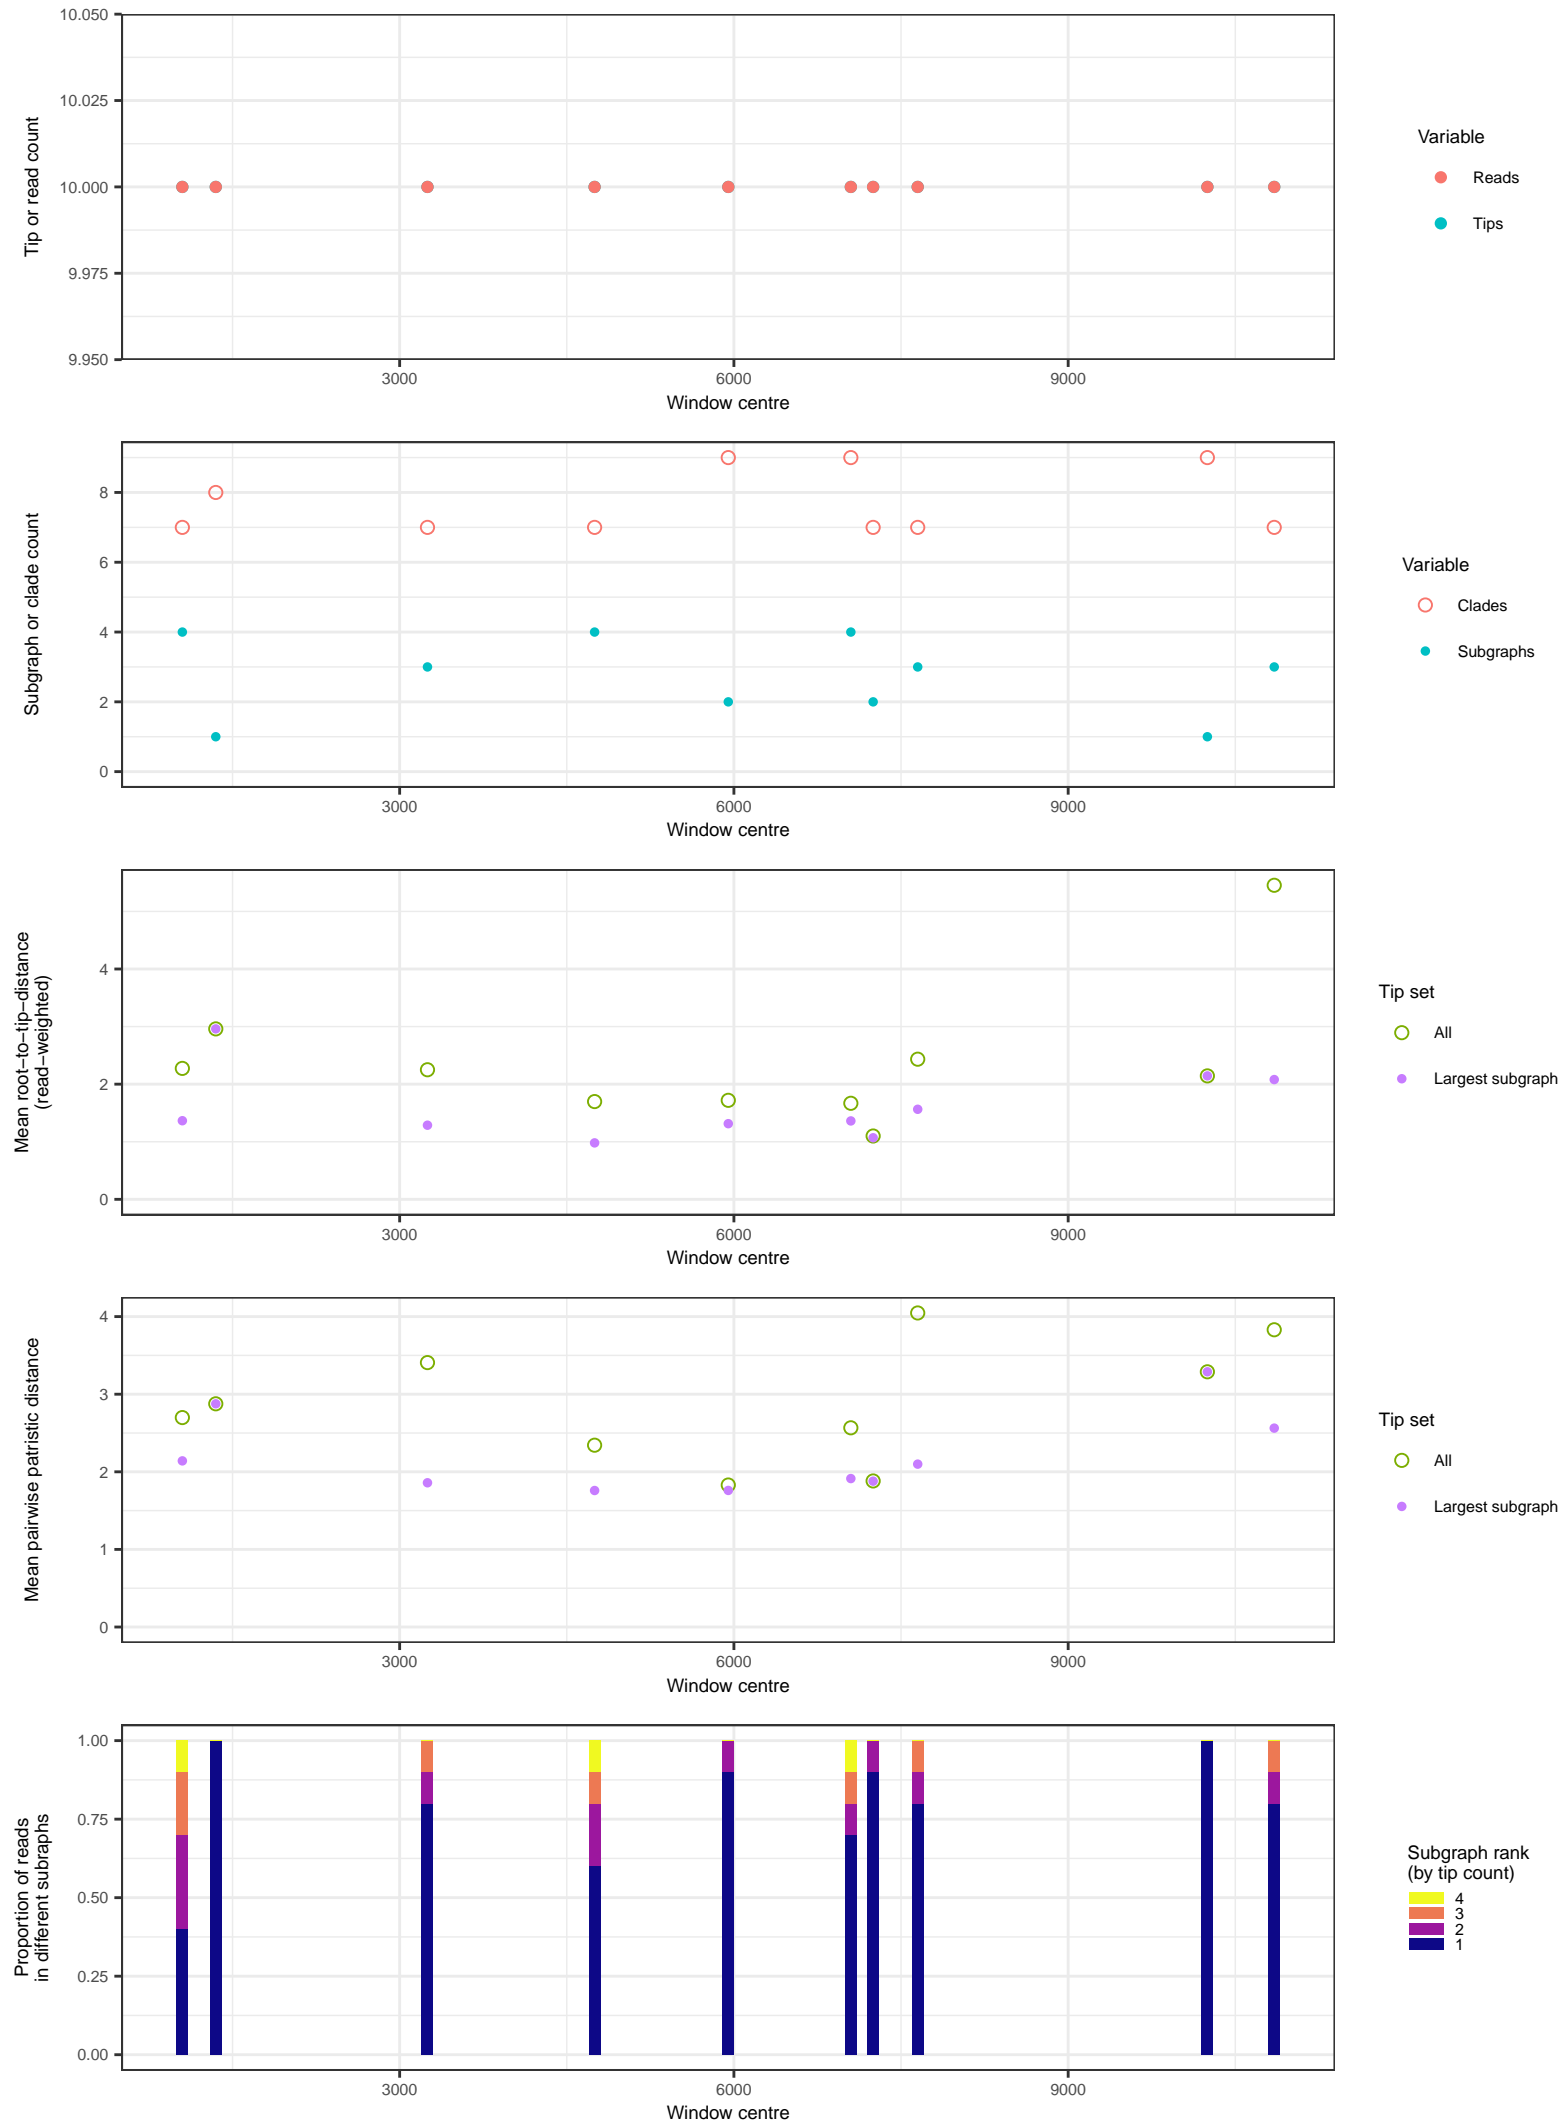 10.050
10.025
10.000
9.975
9.950
Tip or read count
3000
6000
9000
Window centre
Variable
Reads
Tips
8
6
4
2
0
Subgraph or clade count
3000
6000
9000
Window centre
Variable
Clades
Subgraphs
4
2
0
Mean root−to−tip−distance
(read−weighted)
3000
6000
9000
Window centre
Tip set
All
Largest subgraph
4
3
2
1
0
Mean pairwise patristic distance
3000
6000
9000
Window centre
Tip set
All
Largest subgraph
1.00
0.75
0.50
0.25
0.00
Proportion of reads
in different subraphs
3000
6000
9000
Window centre
Subgraph rank
(by tip count)
4
3
2
1